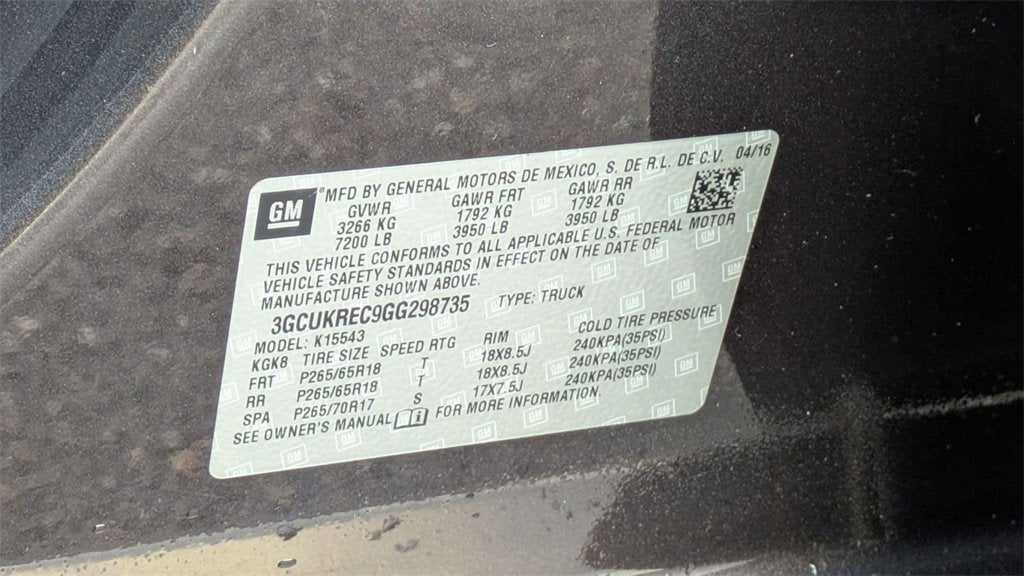 GM "MFD BY GENERAL MOTORS DE MEXICO, S. DE R.L. DE C.V. 04/16
GVWR GAWR FRT GAWR RR
3266 KG 1792 KG 1792 KG
7200 LB 3950 LB 3950 LB
THIS VEHICLE CONFORMS TO ALL APPLICABLE U.S. FEDERAL MOTOR
VEHICLE SAFETY STANDARDS IN EFFECT ON THE DATE OF
MANUFACTURE SHOWN ABOVE.
3GCUKREC9GG298735 TYPE: TRUCK
MODEL: K15543
KGK8 TIRE SIZE SPEED RTG RIM COLD TIRE PRESSURE
FRT P265/65R18 T 18X8.5J 240KPA(35PSI)
RR P265/65R18 T 18X8.5J 240KPA(35PSI)
SPA P265/70R17 S 17X7.5J 240KPA(35PSI)
SEE OWNER'S MANUAL FOR MORE INFORMATION.